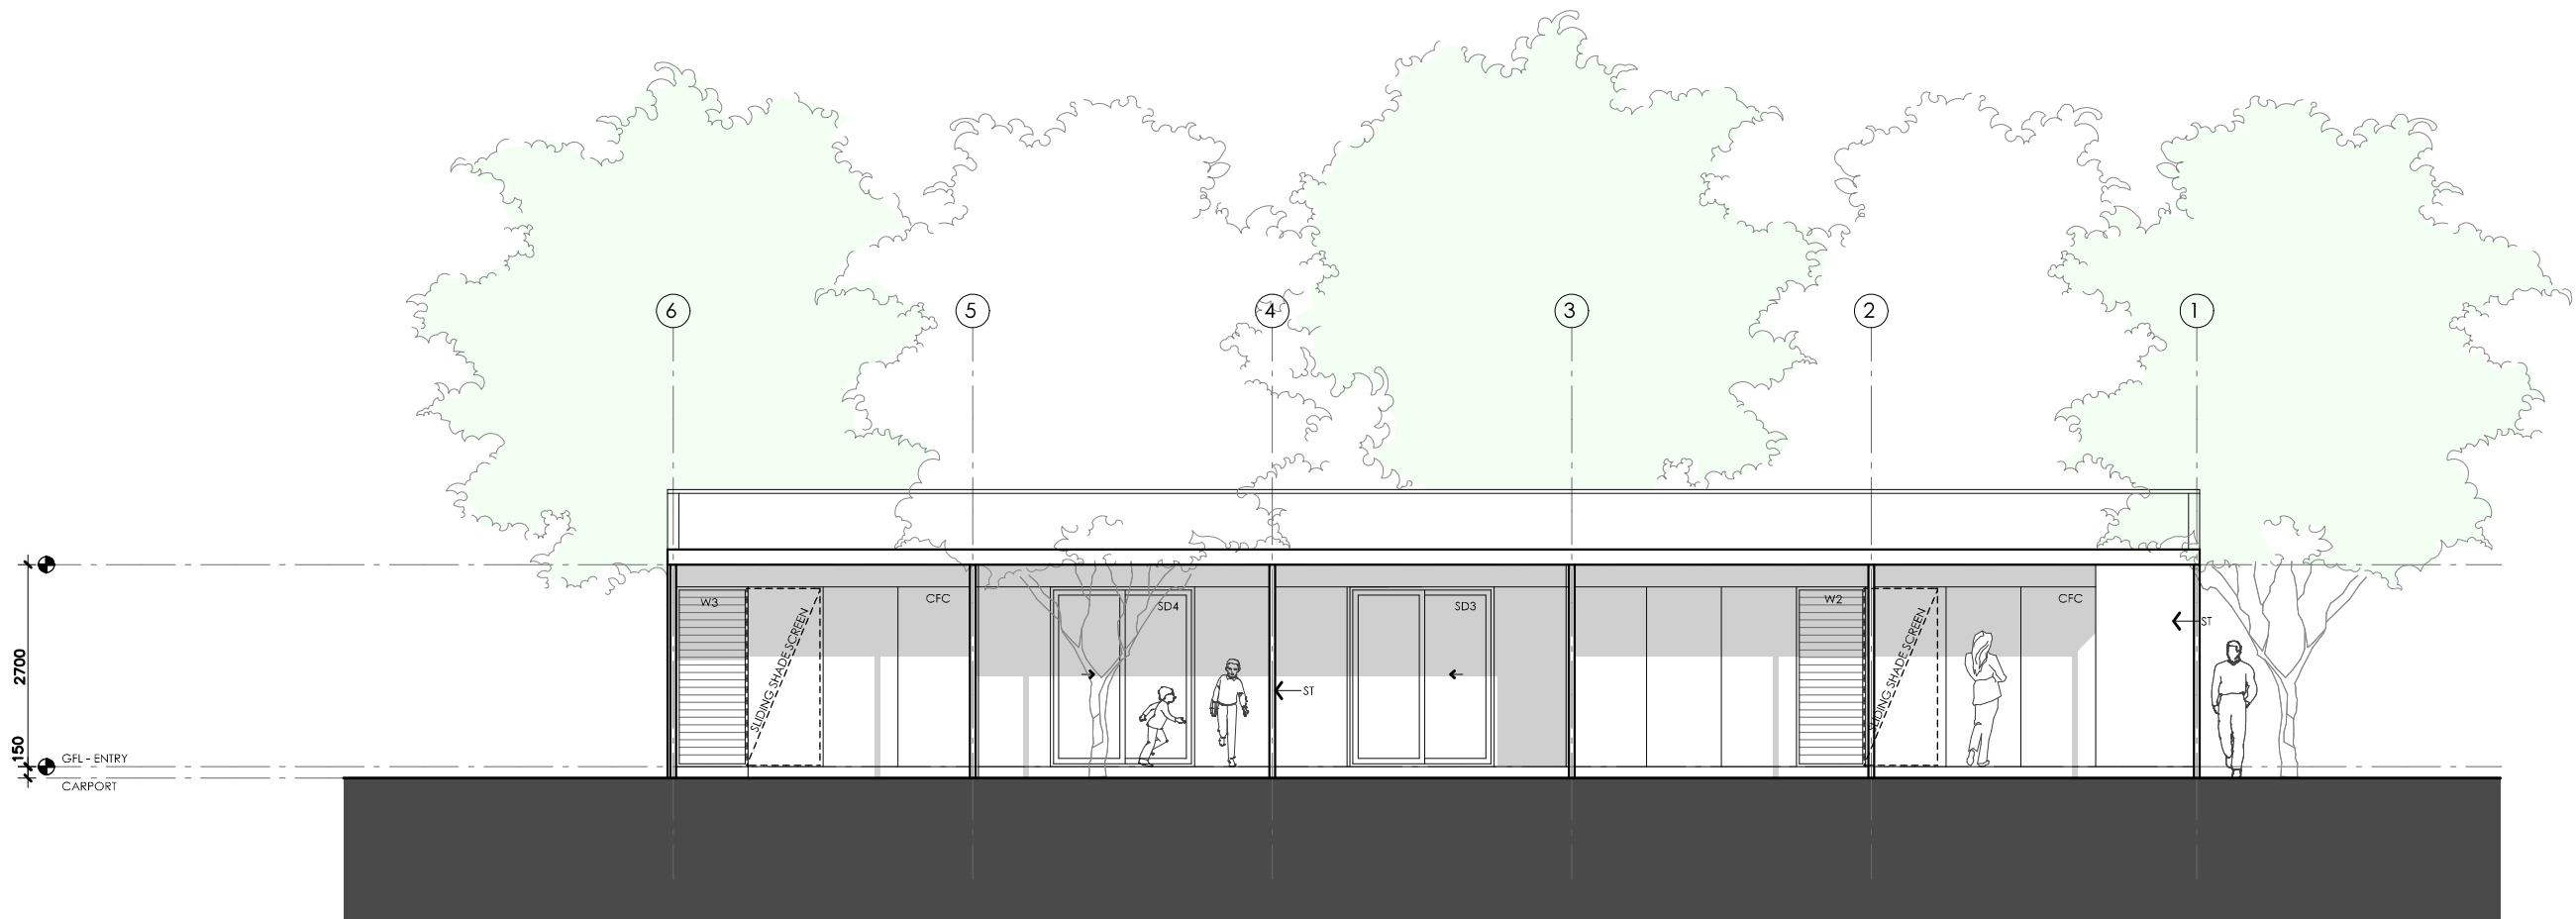 6
5
4
3
2
1
W3
CFC
SD4
SD3
W2
CFC
SLIDING SHADE SCREEN
SLIDING SHADE SCREEN
ST
ST
2700
150
GFL - ENTRY
CARPORT